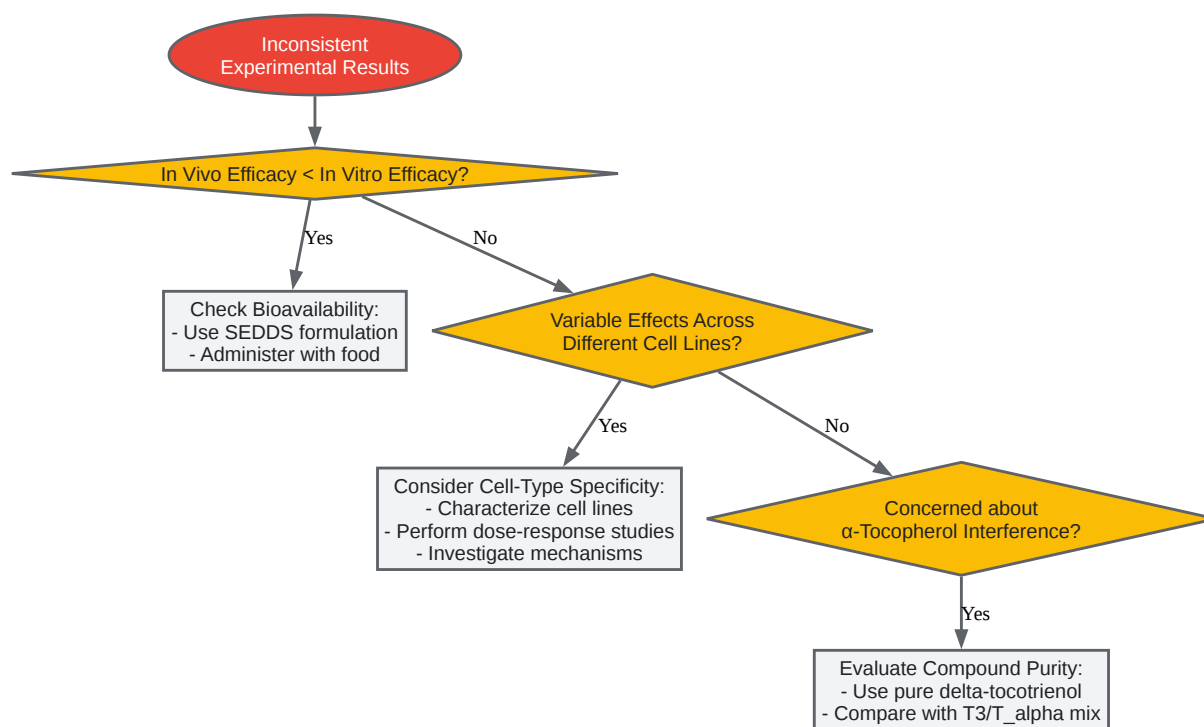 Inconsistent
Experimental Results
In Vivo Efficacy < In Vitro Efficacy?
Yes
No
Check Bioavailability:
- Use SEDDS formulation
- Administer with food
Variable Effects Across
Different Cell Lines?
Yes
No
Consider Cell-Type Specificity:
- Characterize cell lines
- Perform dose-response studies
- Investigate mechanisms
Concerned about
α-Tocopherol Interference?
Yes
Evaluate Compound Purity:
- Use pure delta-tocotrienol
- Compare with T3/T_alpha mix